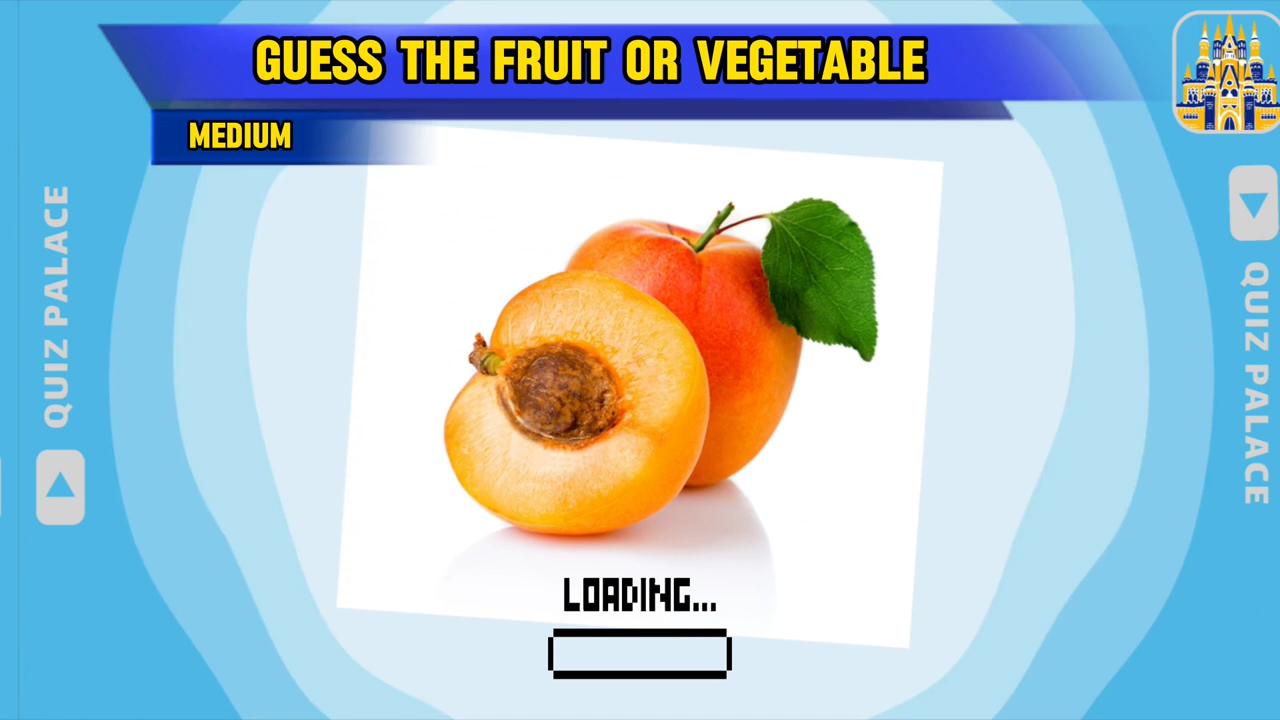 GUESS THE FRUIT OR VEGETABLE
MEDIUM
QUIZ PALACE
QUIZ PALACE
LOADING...